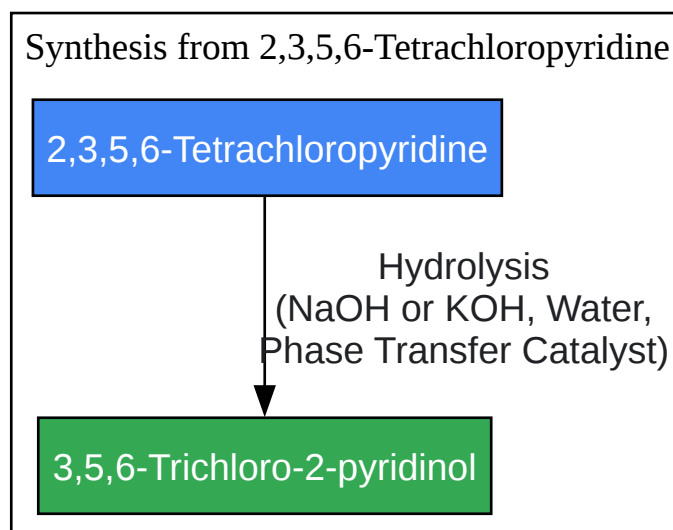 Synthesis from 2,3,5,6-Tetrachloropyridine
2,3,5,6-Tetrachloropyridine
Hydrolysis
(NaOH or KOH, Water,
Phase Transfer Catalyst)
3,5,6-Trichloro-2-pyridinol